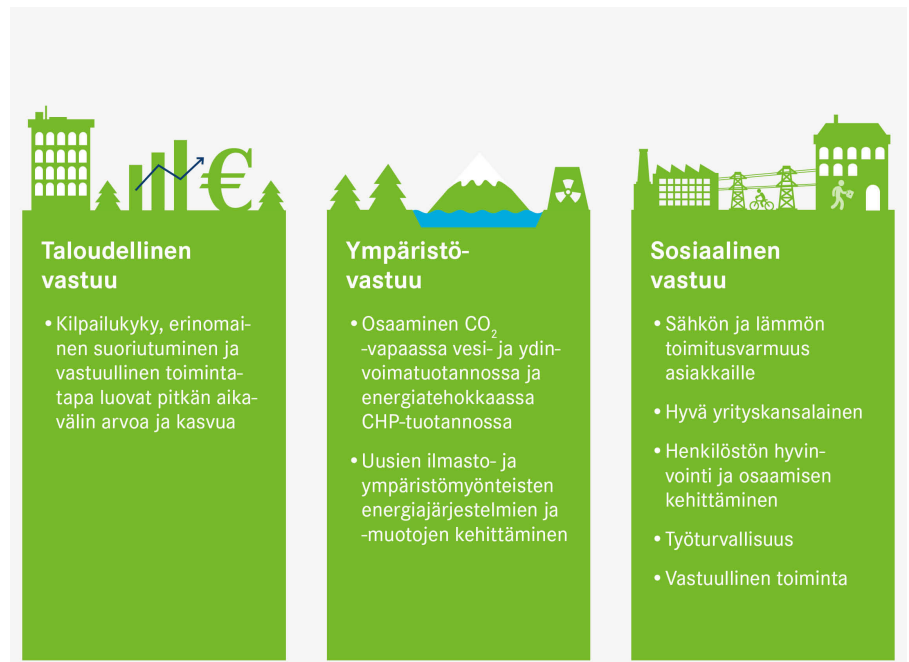 Taloudellinen
vastuu
• Kilpailukyky, erinomai-
nen suoriutuminen ja
vastuullinen toiminta-
tapa luovat pitkän aika-
välin arvoa ja kasvua
Ympäristö-
vastuu
• Osaaminen CO₂
-vapaassa vesi- ja ydin-
voimatuotannossa ja
energiatehokkaassa
CHP-tuotannossa
• Uusien ilmasto- ja
ympäristömyönteisten
energiajärjestelmien ja
-muotojen kehittäminen
Sosiaalinen
vastuu
• Sähkön ja lämmön
toimitusvarmuus
asiakkaille
• Hyvä yrityskansalainen
• Henkilöstön hyvin-
vointi ja osaamisen
kehittäminen
• Työturvallisuus
• Vastuullinen toiminta